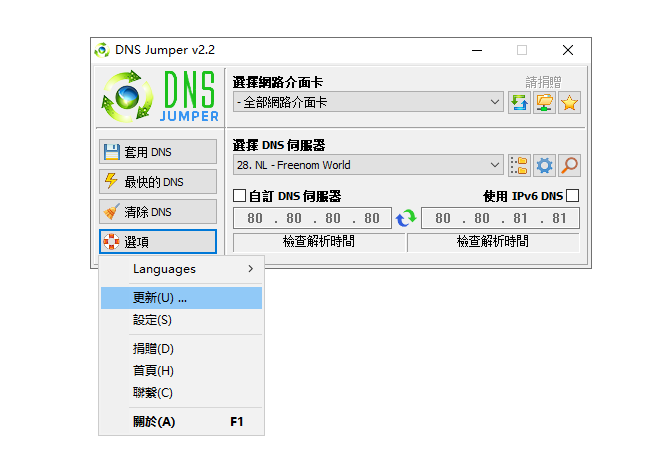 DNS Jumper v2.2
DNS
JUMPER
選擇網路介面卡
請捐贈
- 全部網路介面卡
選擇 DNS 伺服器
28. NL - Freenom World
套用 DNS
最快的 DNS
清除 DNS
選項
自訂 DNS 伺服器
使用 IPv6 DNS
80 . 80 . 80 . 80
80 . 80 . 81 . 81
檢查解析時間
檢查解析時間
Languages
更新(U) ...
設定(S)
捐贈(D)
首頁(H)
聯繫(C)
關於(A) F1